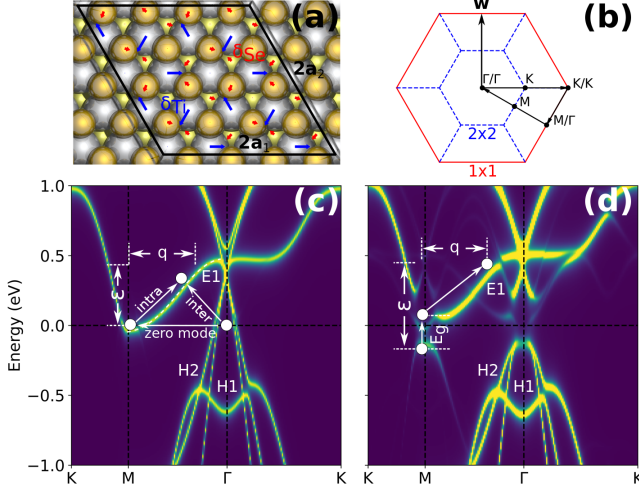 (a)
δSe
2a2
δTi
2a1
w
(b)
Γ/Γ
K
K/K
M
M/Γ
2x2
1x1
1.0
0.5
0.0
−0.5
−1.0
Energy (eV)
(c)
q
ε
E1
intra
inter
zero mode
H2
H1
K
M
Γ
K
(d)
q
ε
E1
Eg
H2
H1
K
M
Γ
K